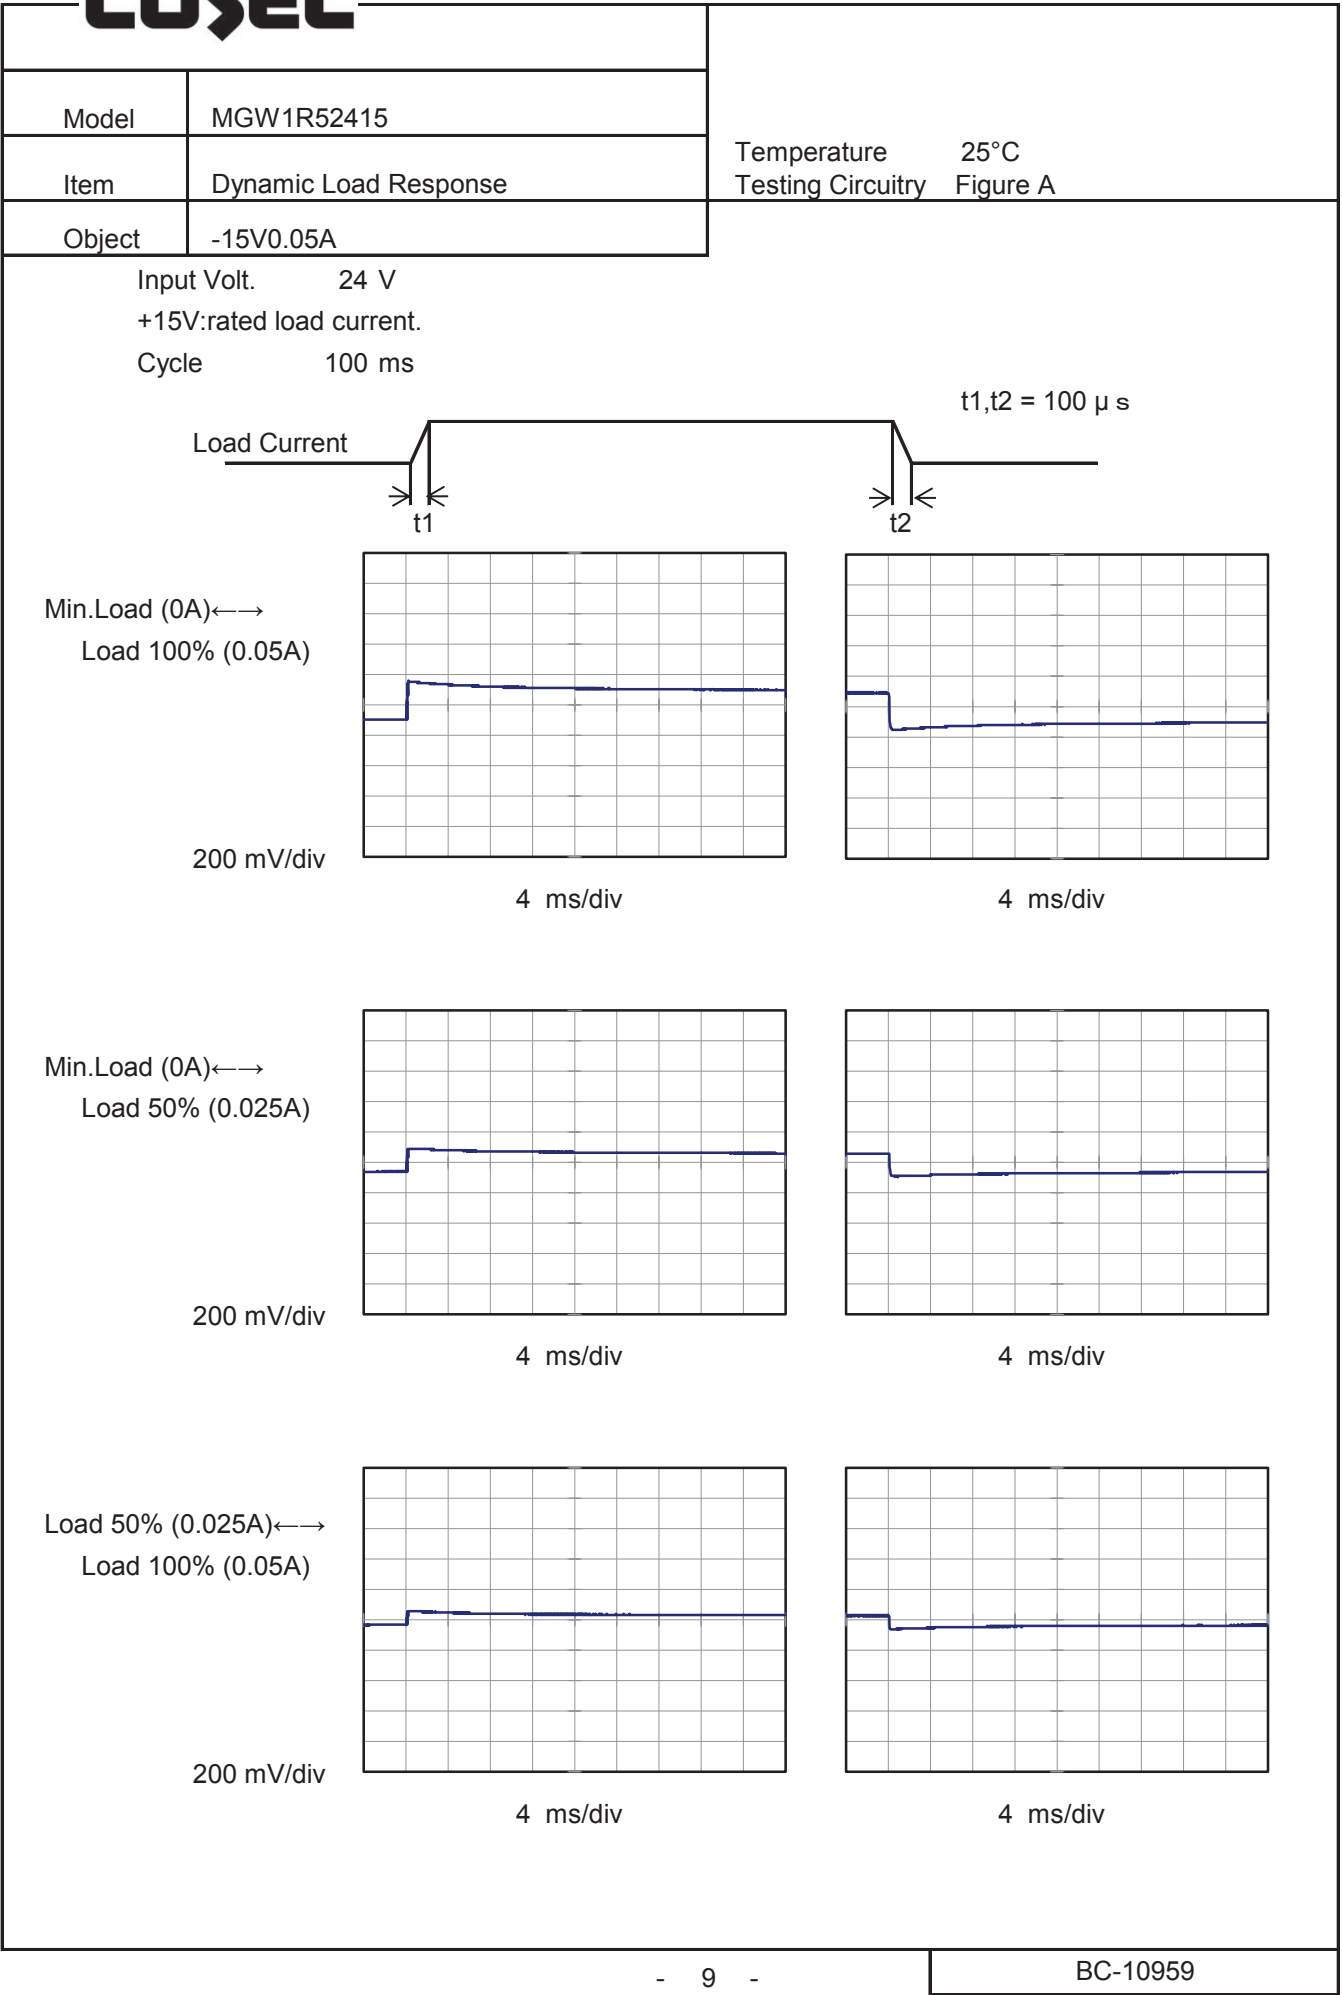 COSEL
Model MGW1R52415
Item Dynamic Load Response
Object -15V0.05A
Temperature 25°C
Testing Circuitry Figure A
Input Volt. 24 V
+15V:rated load current.
Cycle 100 ms
t1,t2 = 100 μ s
Load Current
t1 t2
Min.Load (0A)←→
Load 100% (0.05A)
200 mV/div
4 ms/div 4 ms/div
Min.Load (0A)←→
Load 50% (0.025A)
200 mV/div
4 ms/div 4 ms/div
Load 50% (0.025A)←→
Load 100% (0.05A)
200 mV/div
4 ms/div 4 ms/div
- 9 - BC-10959